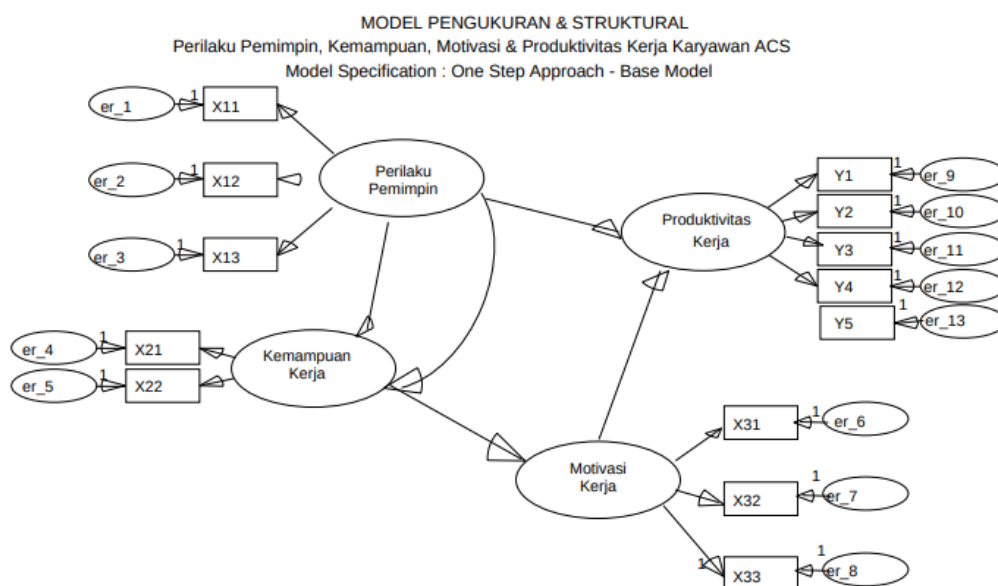 MODEL PENGUKURAN & STRUKTURAL
Perilaku Pemimpin, Kemampuan, Motivasi & Produktivitas Kerja Karyawan ACS
Model Specification : One Step Approach - Base Model
er_1 1 X11
er_2 1 X12
er_3 1 X13
Perilaku
Pemimpin
Produktivitas
Kerja
Y1 1 er_9
Y2 1 er_10
Y3 1 er_11
Y4 1 er_12
Y5 1 er_13
er_4 1 X21
er_5 1 X22
Kemampuan
Kerja
Motivasi
Kerja
X31 1 er_6
X32 1 er_7
1 X33 1 er_8